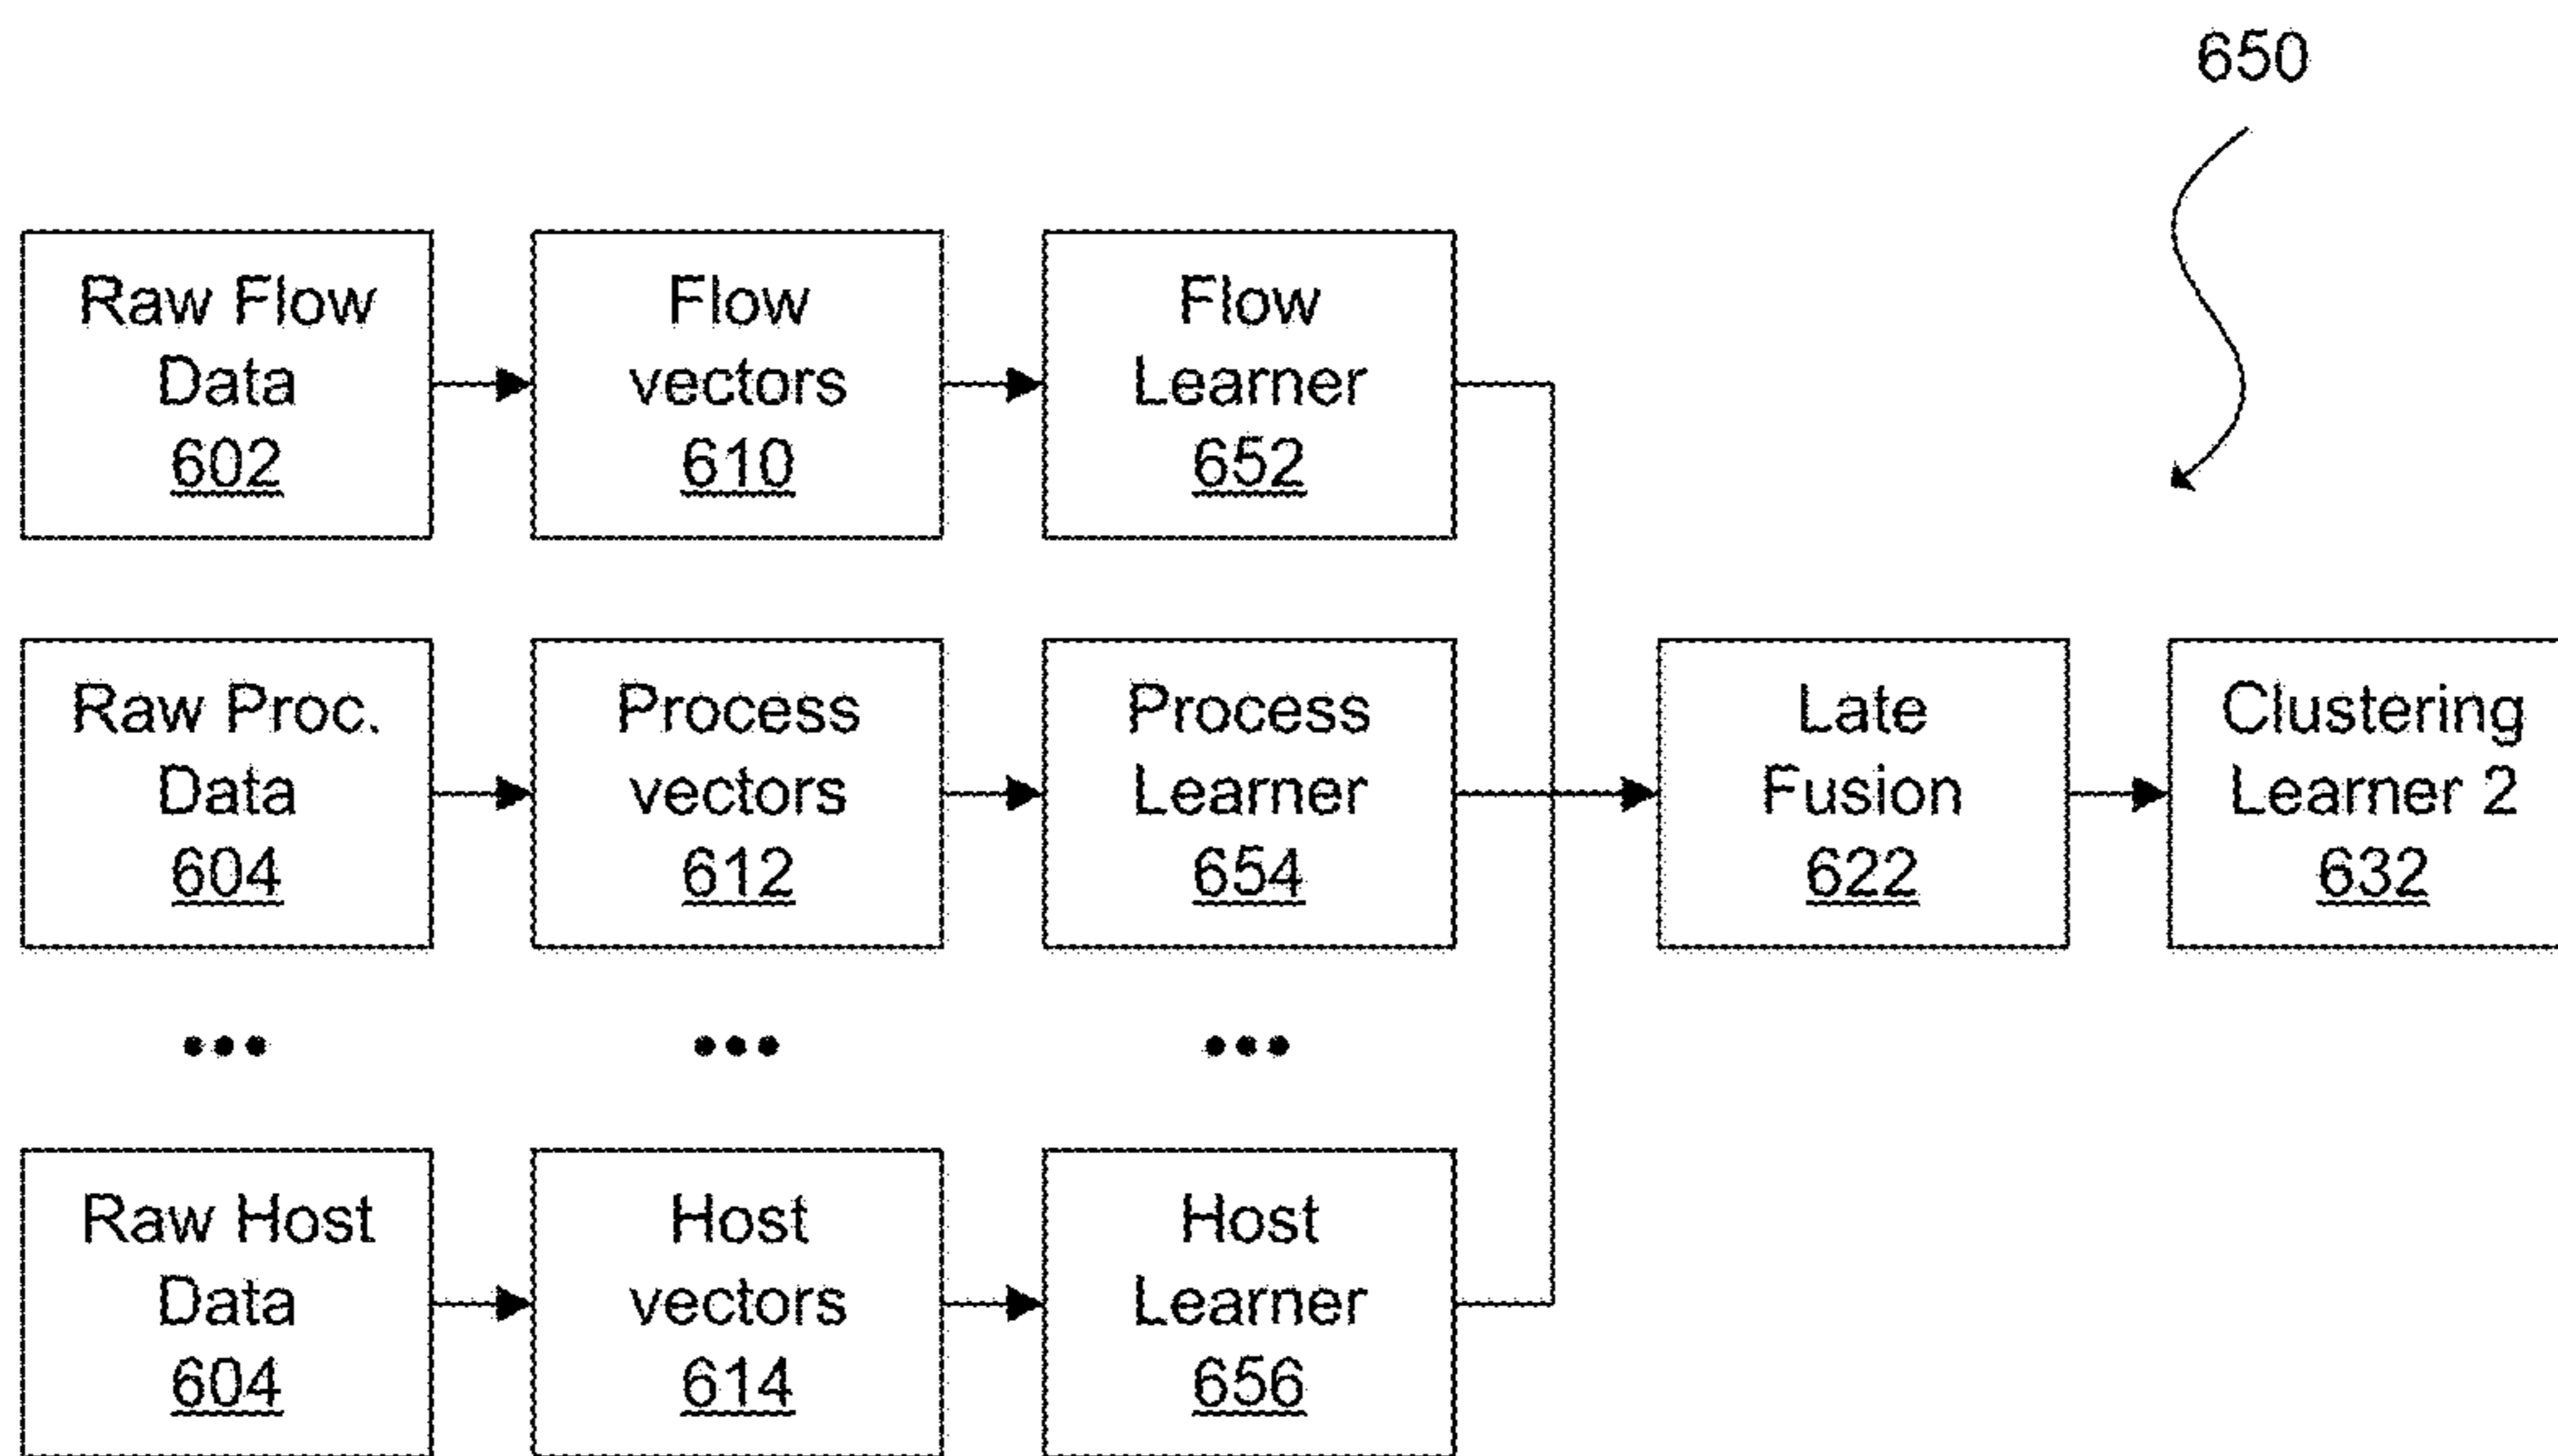 650
Raw Flow
Data
602
Flow
vectors
610
Flow
Learner
652
Raw Proc.
Data
604
Process
vectors
612
Process
Learner
654
Late
Fusion
622
Clustering
Learner 2
632
•••
•••
•••
Raw Host
Data
604
Host
vectors
614
Host
Learner
656